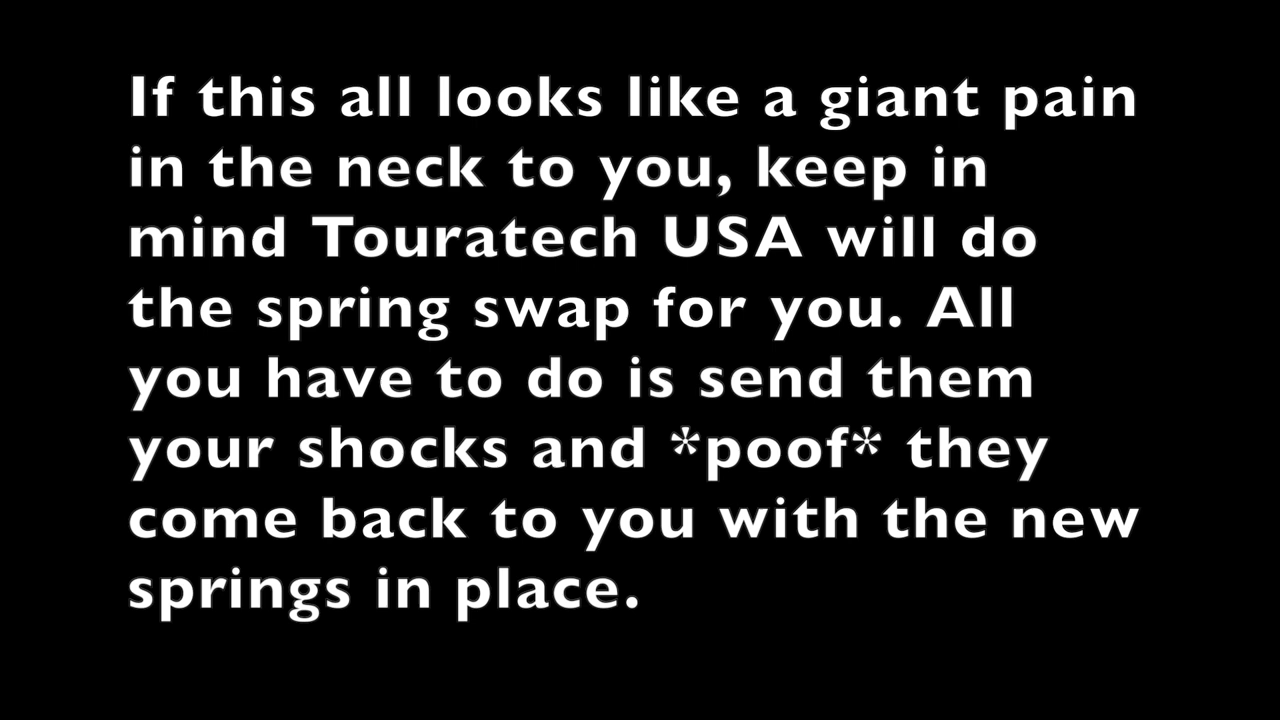 If this all looks like a giant pain
in the neck to you, keep in
mind Touratech USA will do
the spring swap for you. All
you have to do is send them
your shocks and *poof* they
come back to you with the new
springs in place.